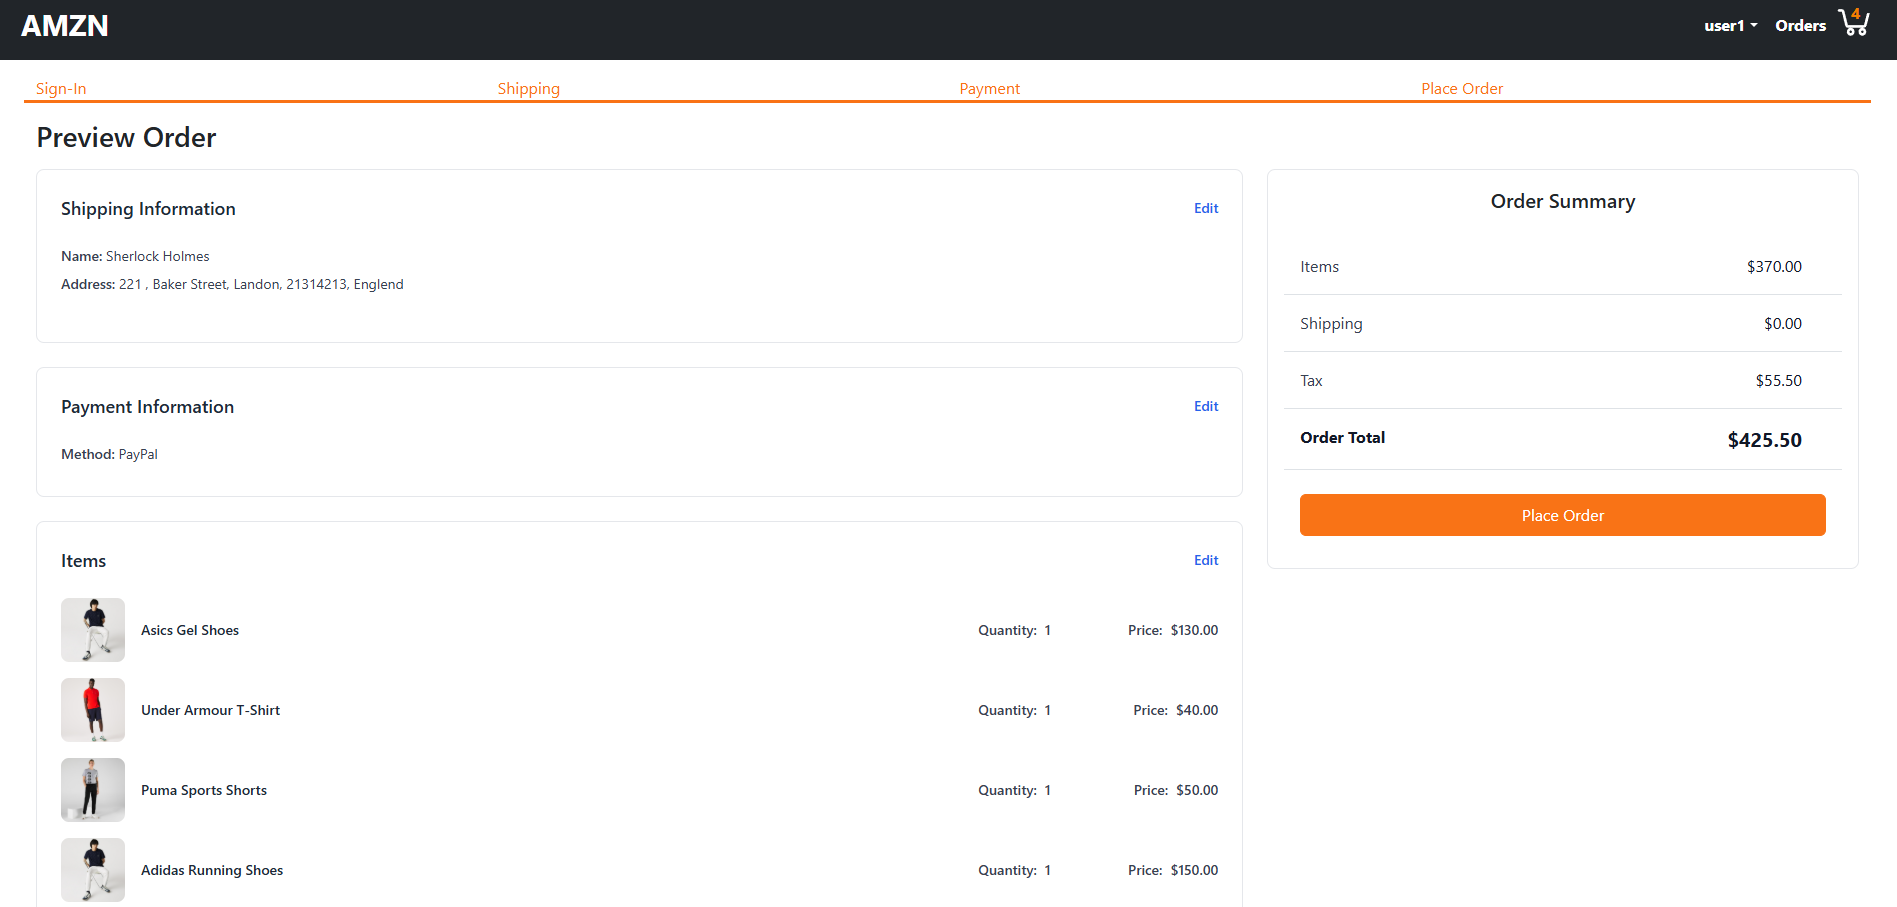 AMZN
user1 Orders 4
Sign-In Shipping Payment Place Order
Preview Order
Shipping Information Edit
Name: Sherlock Holmes
Address: 221 , Baker Street, Landon, 21314213, Englend
Payment Information Edit
Method: PayPal
Items Edit
Asics Gel Shoes Quantity: 1 Price: $130.00
Under Armour T-Shirt Quantity: 1 Price: $40.00
Puma Sports Shorts Quantity: 1 Price: $50.00
Adidas Running Shoes Quantity: 1 Price: $150.00
Order Summary
Items $370.00
Shipping $0.00
Tax $55.50
Order Total $425.50
Place Order